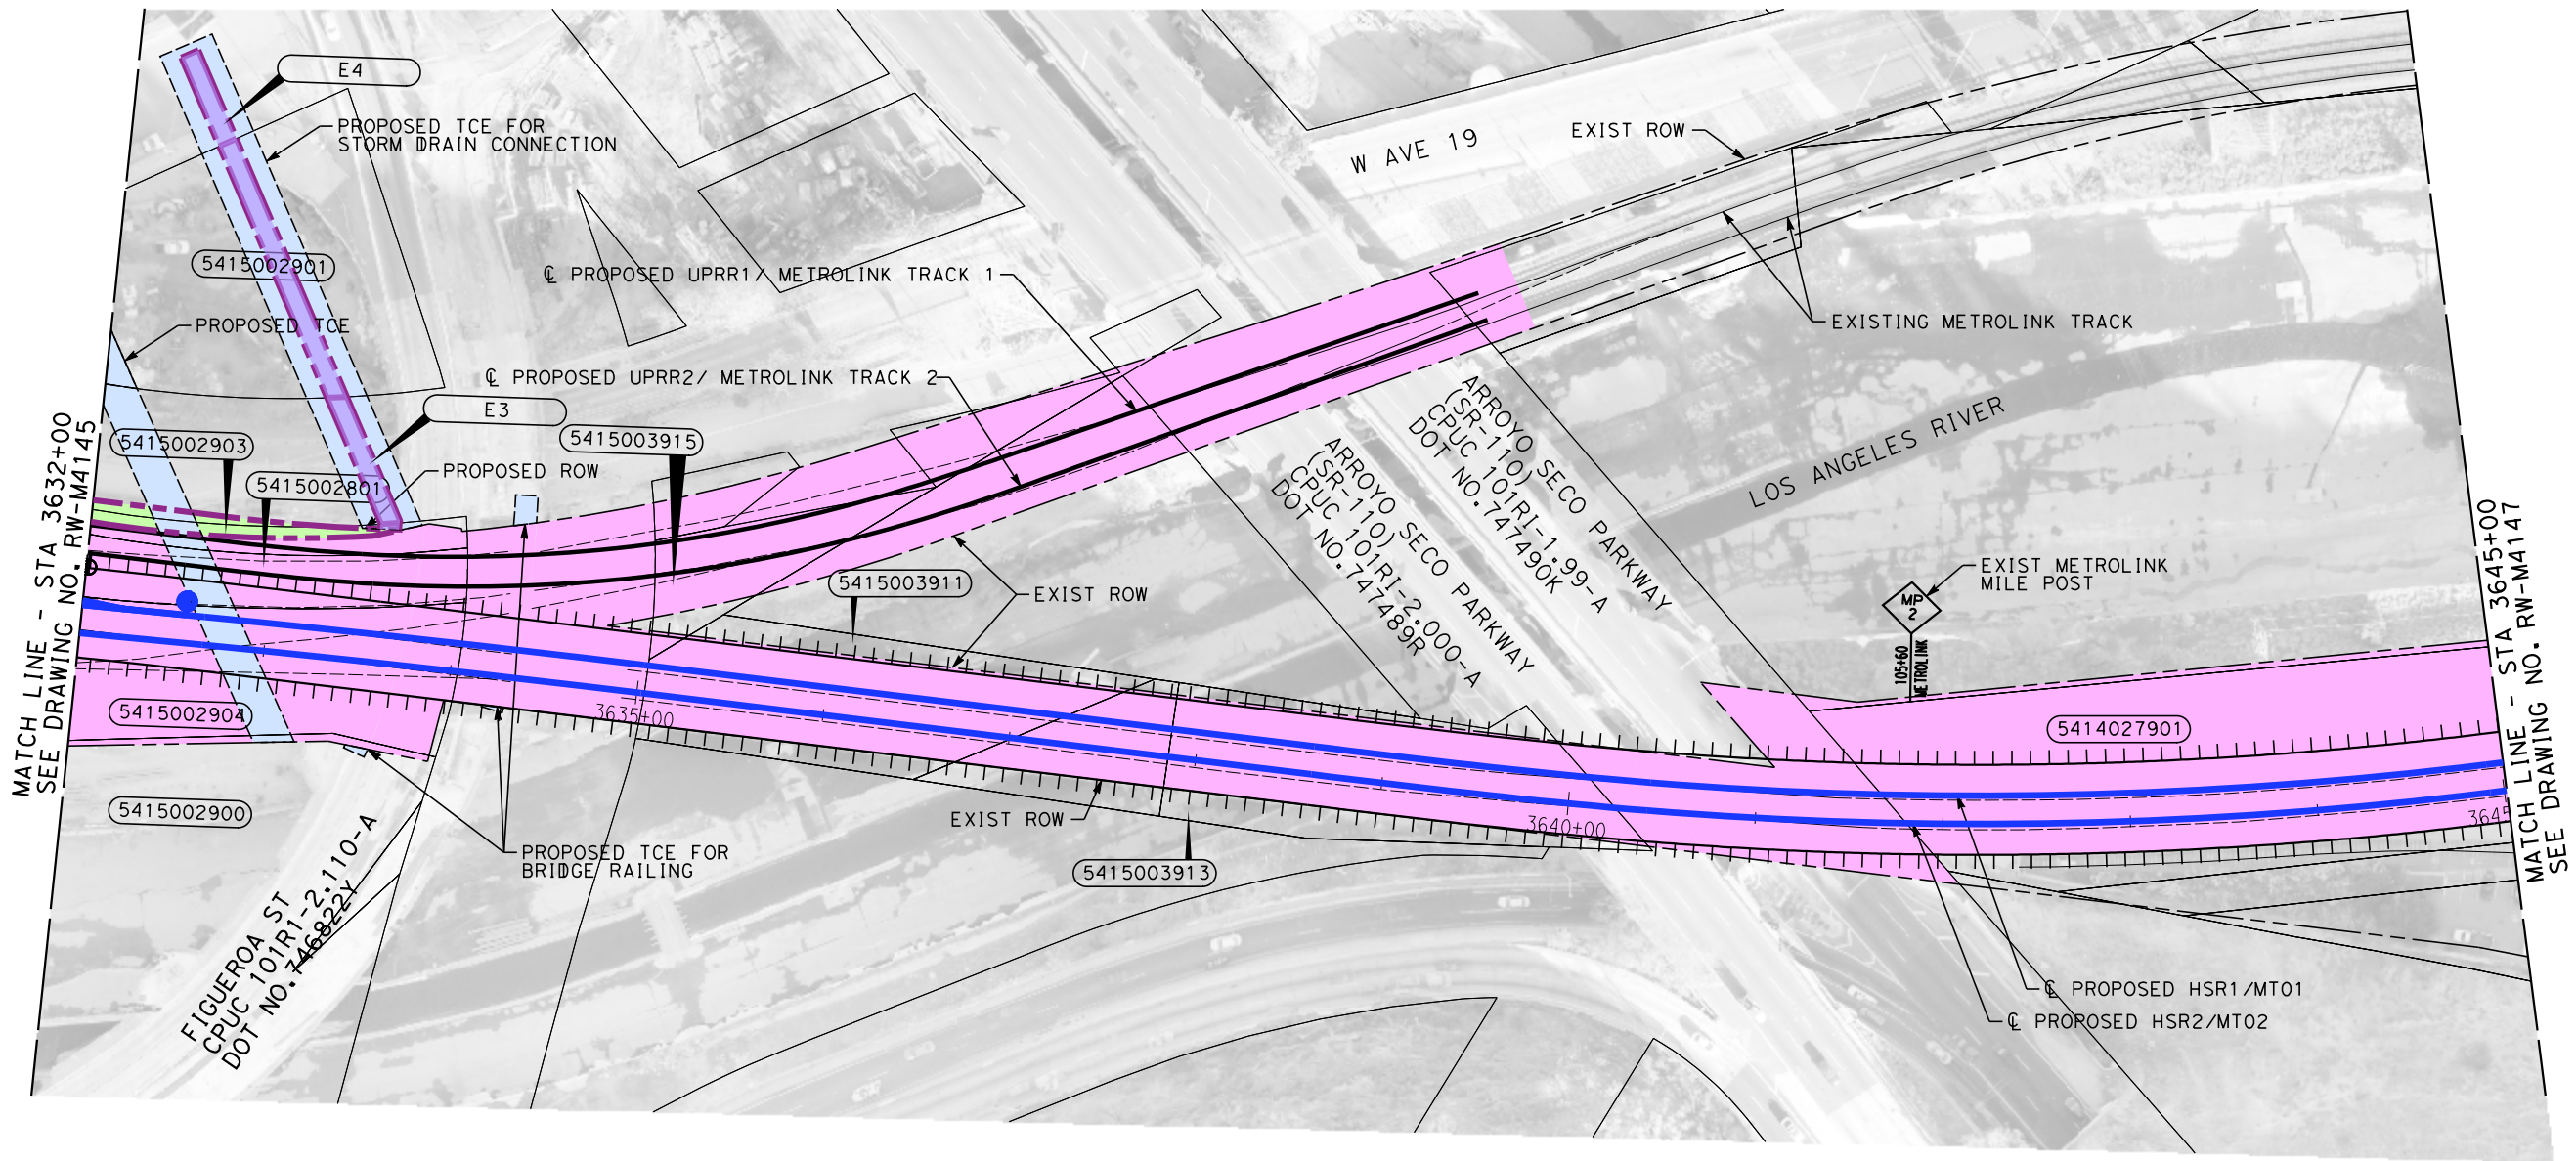 E4
PROPOSED TCE FOR
STORM DRAIN CONNECTION
W AVE 19
EXIST ROW
5415002901
℄ PROPOSED UPRR1/ METROLINK TRACK 1
PROPOSED TCE
EXISTING METROLINK TRACK
℄ PROPOSED UPRR2/ METROLINK TRACK 2
E3
5415002903
5415003915
PROPOSED ROW
5415002801
MATCH LINE - STA 3632+00
SEE DRAWING NO. RW-M4145
ARROYO SECO PARKWAY
(SR-110)
CPUC 101RI-1.99-A
DOT NO.747490K
ARROYO SECO PARKWAY
(SR-110)
CPUC 101RI-2.000-A
DOT NO.747489R
LOS ANGELES RIVER
5415003911
EXIST ROW
EXIST METROLINK
MILE POST
MP
2
105+60
METROLINK
5415002904
3635+00
5414027901
5415002900
EXIST ROW
3640+00
3645
MATCH LINE - STA 3645+00
SEE DRAWING NO. RW-M4147
PROPOSED TCE FOR
BRIDGE RAILING
5415003913
FIGUEROA ST
CPUC 101R1-2.110-A
DOT NO.746822Y
℄ PROPOSED HSR1/MT01
℄ PROPOSED HSR2/MT02